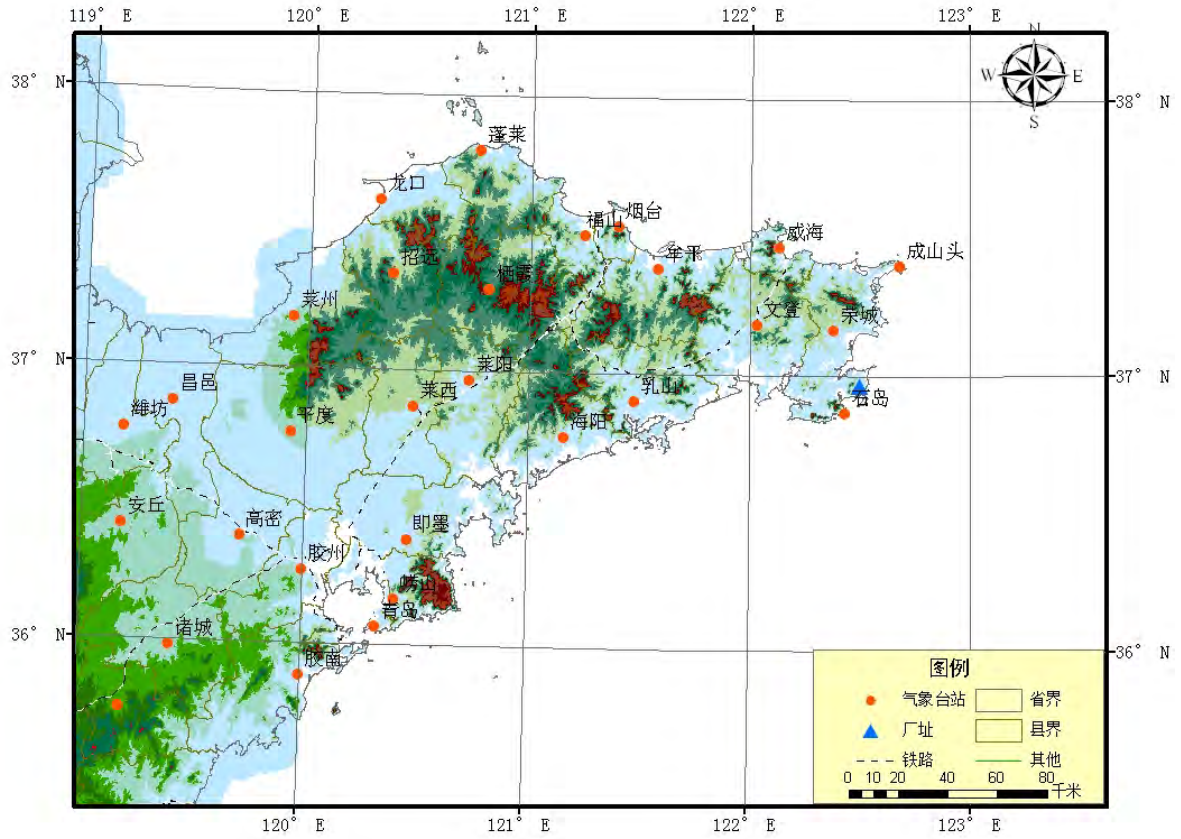 119° E
120° E
121° E
122° E
123° E
N
W
E
S
38° N
38° N
蓬莱
龙口
福山
烟台
招远
牟平
威海
成山头
栖霞
莱州
文登
荣城
37° N
37° N
莱阳
昌邑
莱西
乳山
石岛
潍坊
平度
海阳
安丘
高密
即墨
胶州
崂山
青岛
诸城
36° N
36° N
胶南
图例
气象台站
省界
厂址
县界
铁路
其他
0 10 20 40 60 80
千米
120° E
121° E
122° E